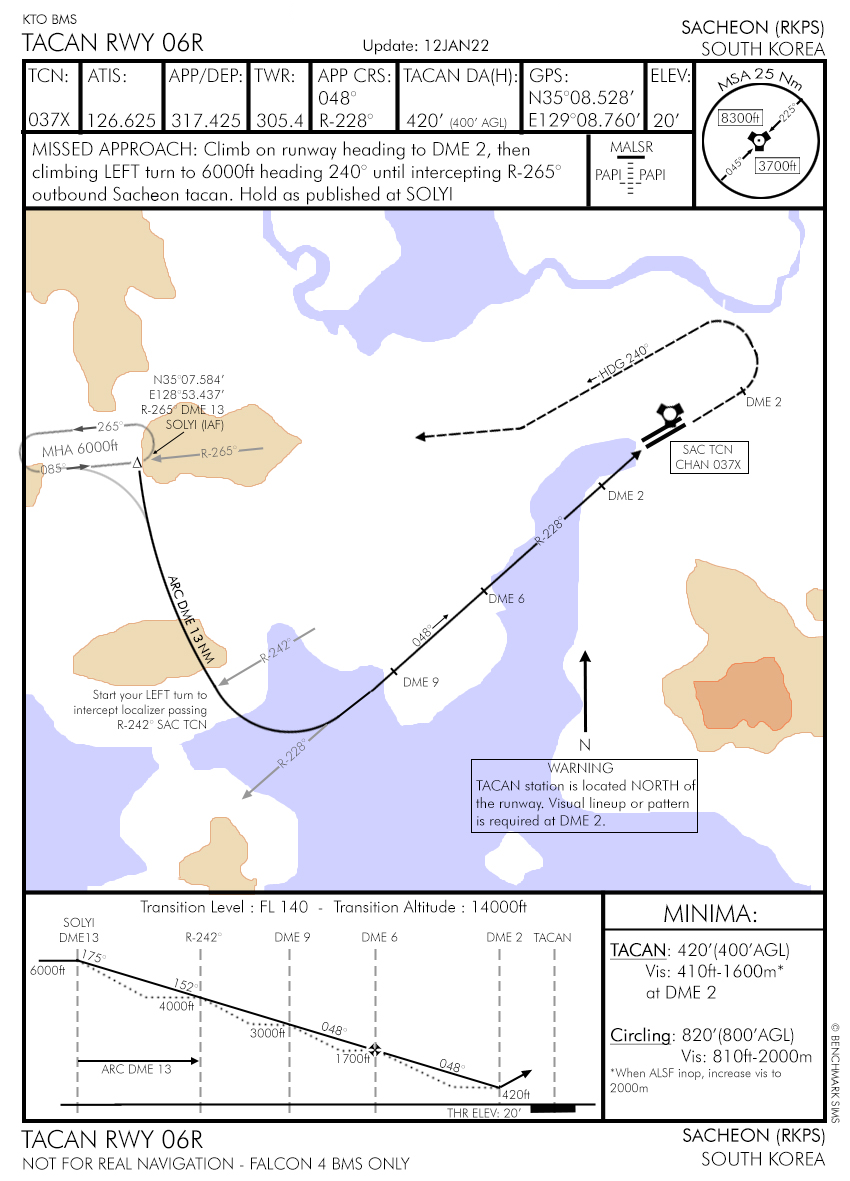 KTO BMS
TACAN RWY 06R
Update: 12JAN22
SACHEON (RKPS)
SOUTH KOREA
TCN:
037X
ATIS:
126.625
APP/DEP:
317.425
TWR:
305.4
APP CRS:
048°
R-228°
TACAN DA(H):
420' (400' AGL)
GPS:
N35°08.528'
E129°08.760'
ELEV:
20'
MSA 25 Nm
8300ft
225°
045°
3700ft
MISSED APPROACH: Climb on runway heading to DME 2, then
climbing LEFT turn to 6000ft heading 240° until intercepting R-265°
outbound Sacheon tacan. Hold as published at SOLYI
MALSR
PAPI
PAPI
HDG 240°
DME 2
N35°07.584'
E128°53.437'
R-265° DME 13
SOLYI (IAF)
265°
MHA 6000ft
085°
R-265°
SAC TCN
CHAN 037X
DME 2
R-228°
DME 6
048°
DME 9
ARC DME 13 NM
R-242°
Start your LEFT turn to
intercept localizer passing
R-242° SAC TCN
R-228°
N
WARNING
TACAN station is located NORTH of
the runway. Visual lineup or pattern
is required at DME 2.
Transition Level : FL 140 - Transition Altitude : 14000ft
SOLYI
DME13
R-242°
DME 9
DME 6
DME 2
TACAN
6000ft
175°
152°
4000ft
3000ft
048°
1700ft
048°
420ft
ARC DME 13
THR ELEV: 20'
MINIMA:
TACAN: 420'(400'AGL)
Vis: 410ft-1600m*
at DME 2
Circling: 820'(800'AGL)
Vis: 810ft-2000m
*When ALSF inop, increase vis to
2000m
© BENCHMARK SIMS
TACAN RWY 06R
NOT FOR REAL NAVIGATION - FALCON 4 BMS ONLY
SACHEON (RKPS)
SOUTH KOREA